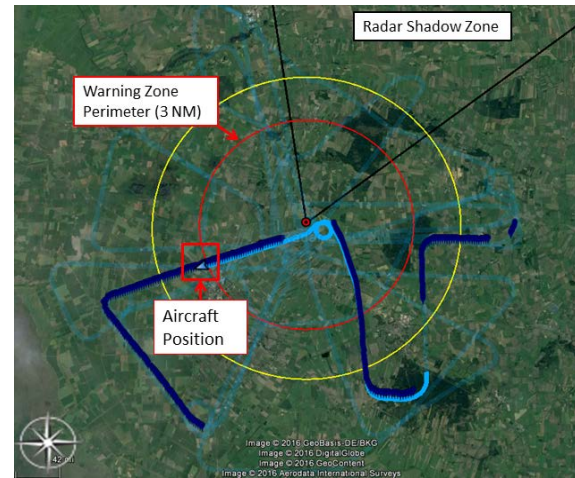 Radar Shadow Zone
Warning Zone
Perimeter (3 NM)
Aircraft
Position
Image © 2016 GeoBasis-DE/BKG
Image © 2016 DigitalGlobe
Image © 2016 GeoContent
Image © 2016 Aerodata International Surveys